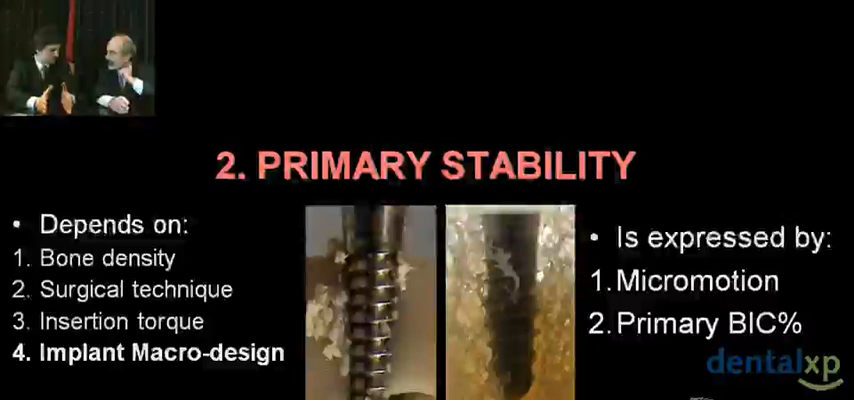 2. PRIMARY STABILITY
• Depends on:
1. Bone density
2. Surgical technique
3. Insertion torque
4. Implant Macro-design
• Is expressed by:
1. Micromotion
2. Primary BIC%
dentalxp